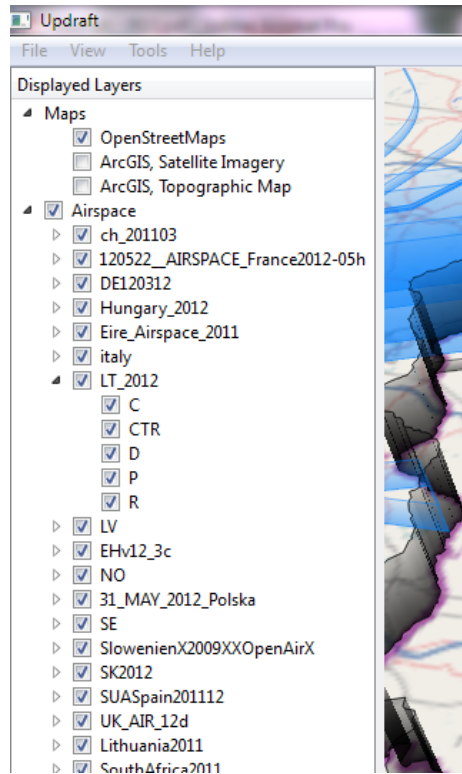 Updraft
File View Tools Help
Displayed Layers
Maps
OpenStreetMaps
ArcGIS, Satellite Imagery
ArcGIS, Topographic Map
Airspace
ch_201103
120522__AIRSPACE_France2012-05h
DE120312
Hungary_2012
Eire_Airspace_2011
italy
LT_2012
C
CTR
D
P
R
LV
EHv12_3c
NO
31_MAY_2012_Polska
SE
SlowenienX2009XXOpenAirX
SK2012
SUASpain201112
UK_AIR_12d
Lithuania2011
SouthAfrica2011